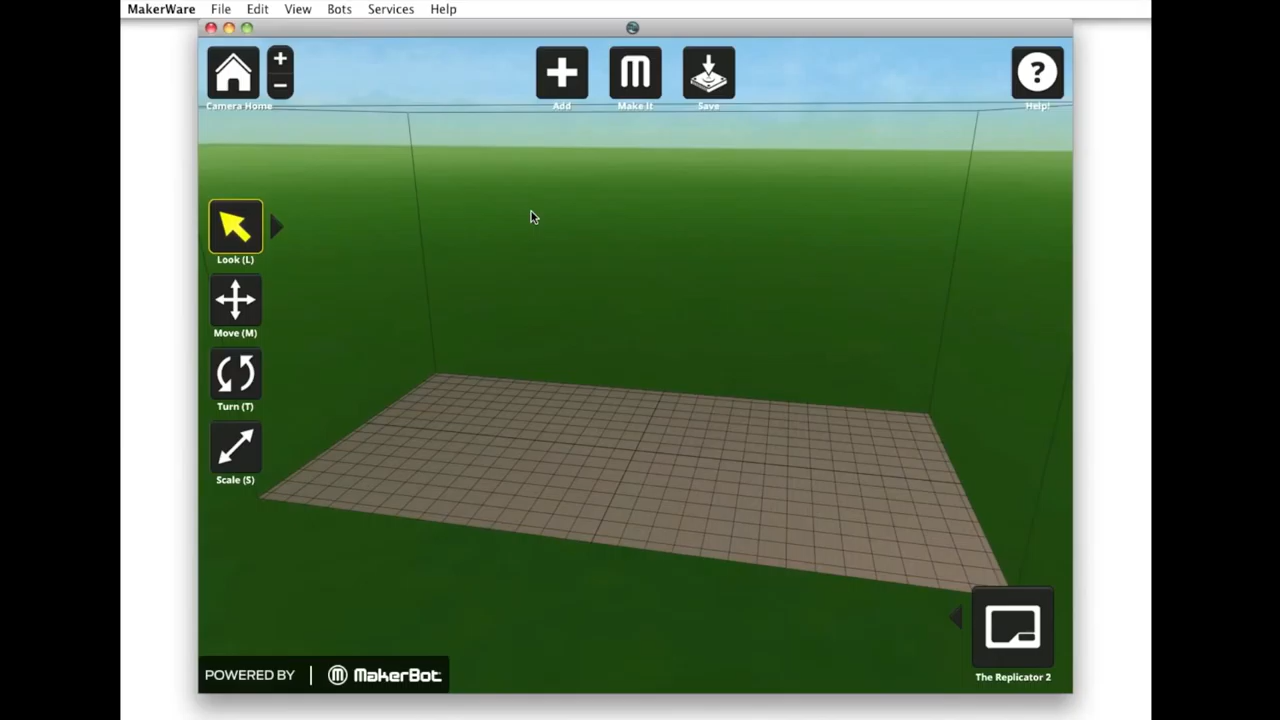 MakerWare File Edit View Bots Services Help
+
−
Camera Home
Add
Make It
Save
?
Help!
Look (L)
Move (M)
Turn (T)
Scale (S)
POWERED BY | MakerBot
The Replicator 2